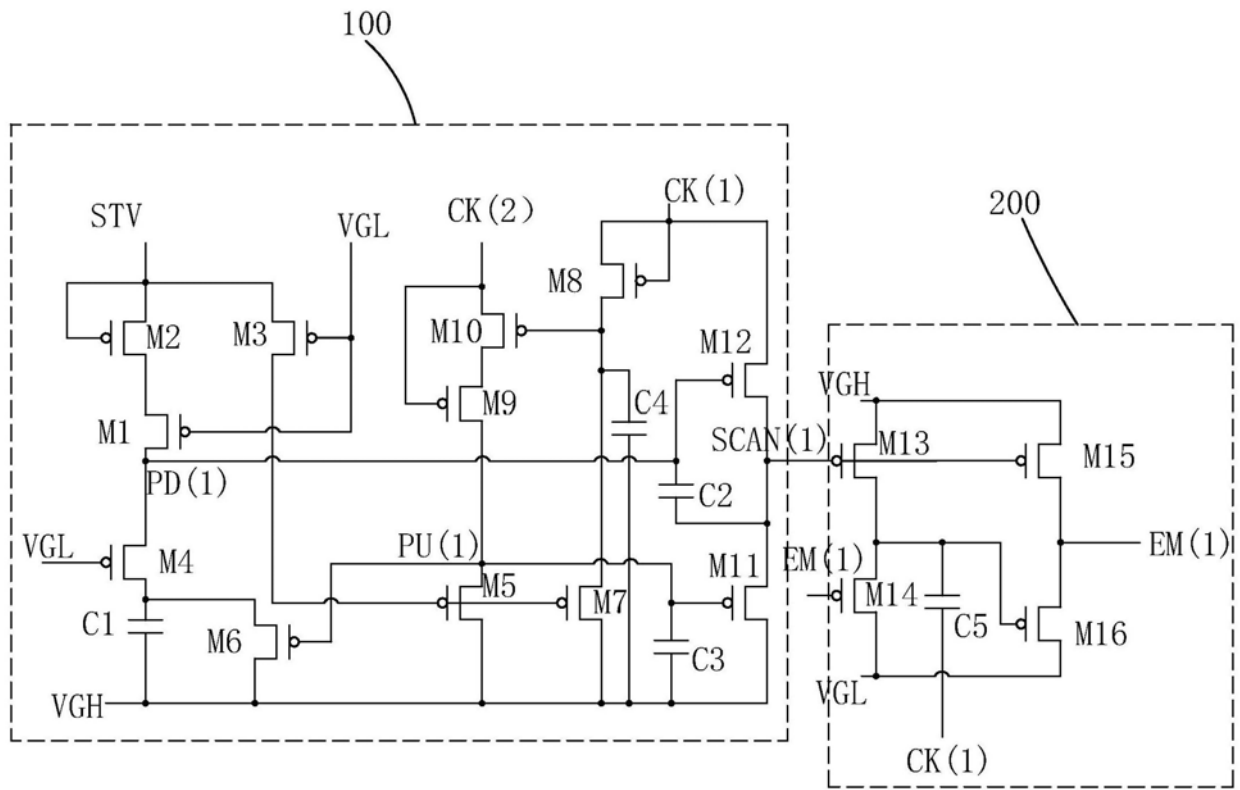 100
STV
VGL
CK(2)
CK(1)
200
M2
M3
M10
M8
M12
M1
M9
C4
VGH
M13
M15
SCAN(1)
PD(1)
C2
VGL
M4
PU(1)
M5
M7
M11
EM(1)
EM(1)
C1
M6
C3
M14
C5
M16
VGH
VGL
CK(1)